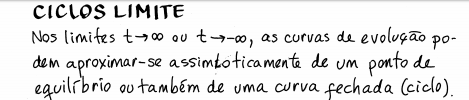 CICLOS LIMITE
Nos limites t→∞ ou t→-∞, as curvas de evolução po-
dem aproximar-se assimtóticamente de um ponto de
equilíbrio ou também de uma curva fechada (ciclo).